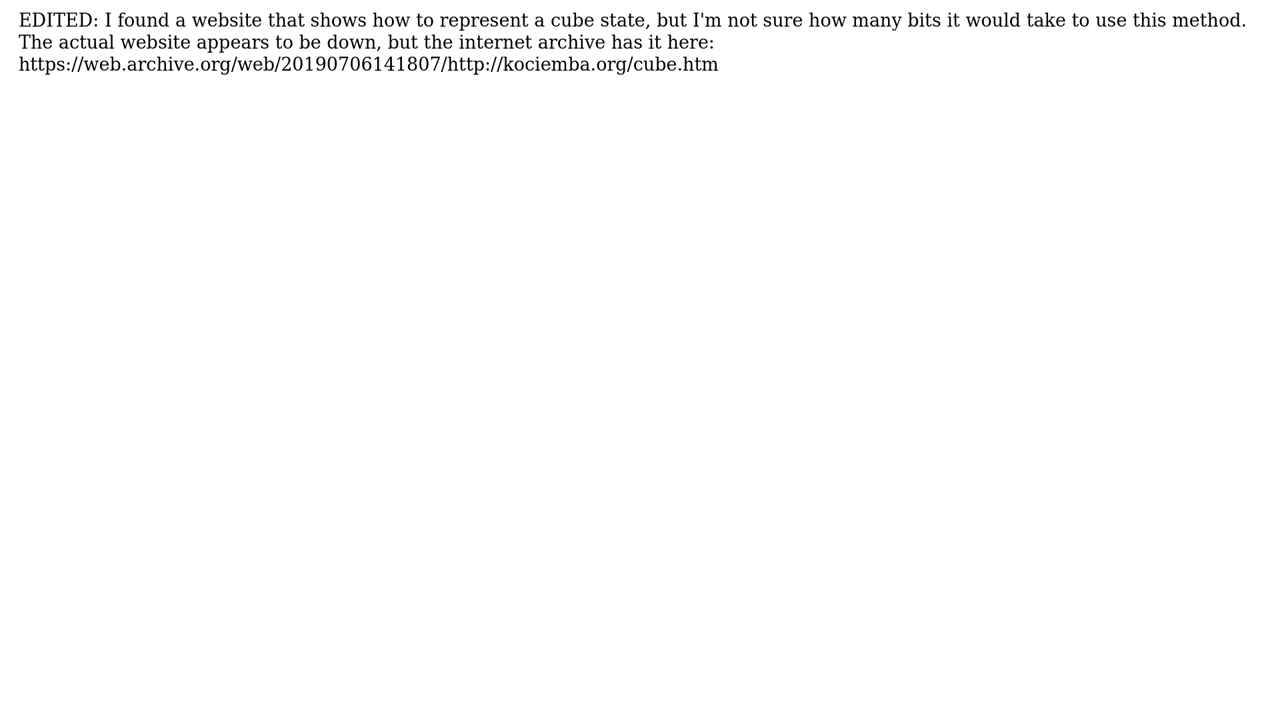 EDITED: I found a website that shows how to represent a cube state, but I'm not sure how many bits it would take to use this method.
The actual website appears to be down, but the internet archive has it here:
https://web.archive.org/web/20190706141807/http://kociemba.org/cube.htm